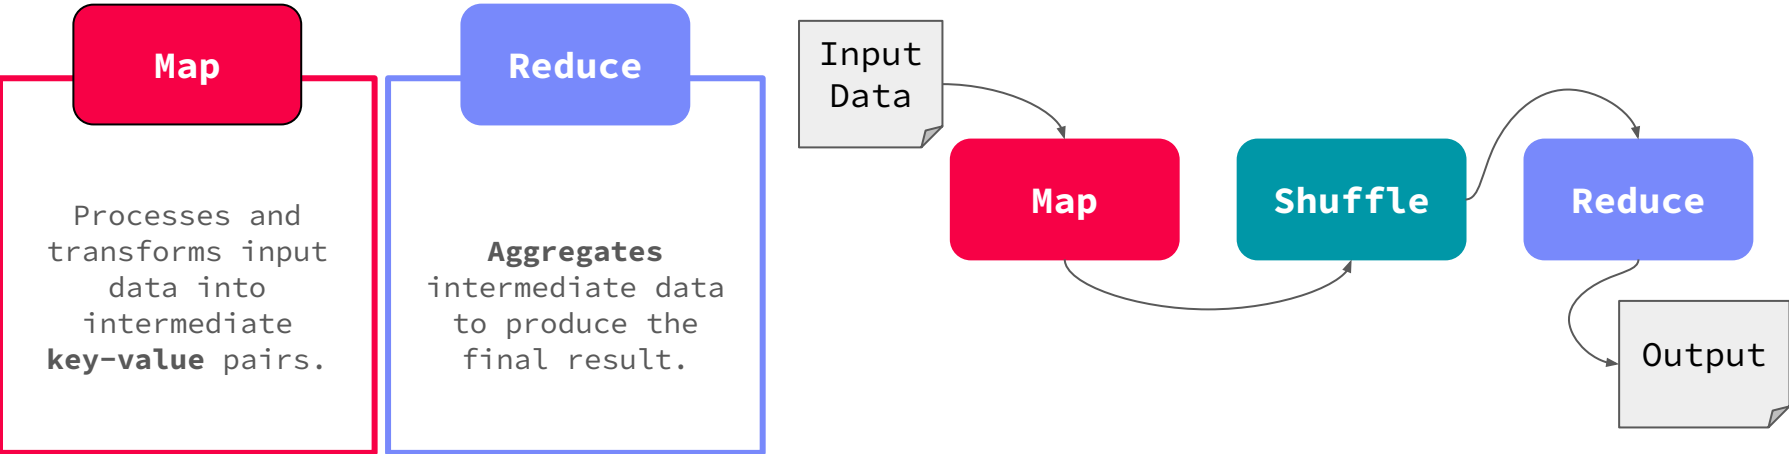 Map
Processes and
transforms input
data into
intermediate
key-value pairs.
Reduce
Aggregates
intermediate data
to produce the
final result.
Input
Data
Map
Shuffle
Reduce
Output